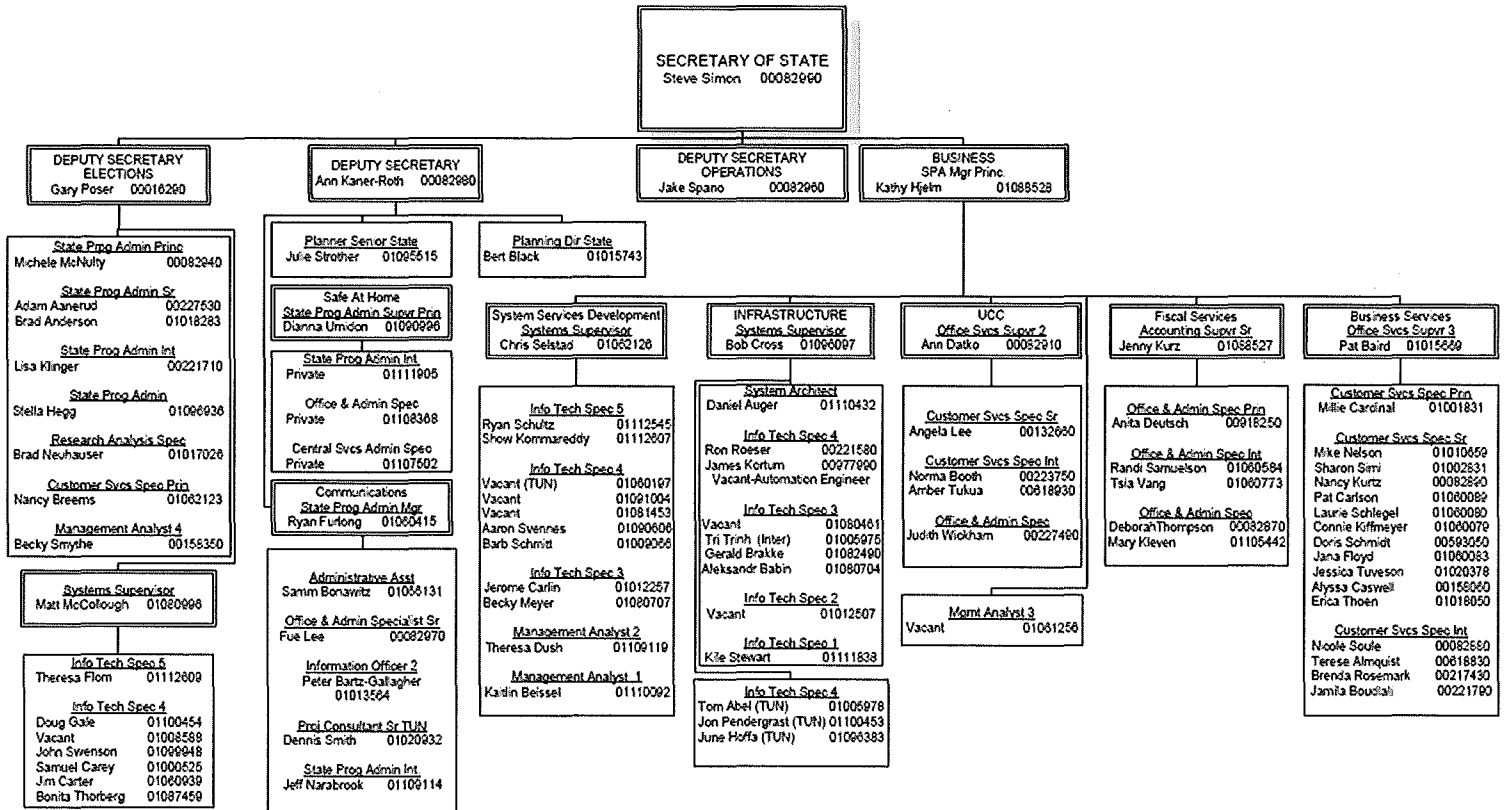 SECRETARY OF STATE
Steve Simon 00082990
DEPUTY SECRETARY
ELECTIONS
Gary Poser 00016290
DEPUTY SECRETARY
Ann Kaner-Roth 00082980
DEPUTY SECRETARY
OPERATIONS
Jake Spano 00082960
BUSINESS
SPA Mgr Princ.
Kathy Hjelm 01088528
State Prog Admin Princ
Michele McNulty 00082940
State Prog Admin Sr
Adam Aanerud 00227530
Brad Anderson 01018283
State Prog Admin Int
Lisa Klinger 00221710
State Prog Admin
Stella Hegg 01096936
Research Analysis Spec
Brad Neuhauser 01017026
Customer Svcs Spec Prin
Nancy Breems 01062123
Management Analyst 4
Becky Smythe 00158350
Systems Supervisor
Matt McCollough 01080996
Info Tech Spec 5
Theresa Flom 01112609
Info Tech Spec 4
Doug Gale 01100454
Vacant 01008588
John Swenson 01099948
Samuel Carey 01000525
Jim Carter 01060939
Bonita Thorberg 01087459
Planner Senior State
Julie Strother 01095515
Planning Dir State
Bert Black 01015743
Safe At Home
State Prog Admin Supvr Prin
Dianna Umidon 01090996
State Prog Admin Int
Private 01111905
Office & Admin Spec
Private 01108368
Central Svcs Admin Spec
Private 01107502
Communications
State Prog Admin Mgr
Ryan Furlong 01060415
Administrative Asst
Samm Bonawitz 01056131
Office & Admin Specialist Sr
Fue Lee 00082970
Information Officer 2
Peter Bartz-Gallagher
01013564
Proj Consultant Sr TUN
Dennis Smith 01020932
State Prog Admin Int.
Jeff Narabrook 01109114
System Services Development
Systems Supervisor
Chris Selstad 01062126
Info Tech Spec 5
Ryan Schultz 01112545
Show Kommareddy 01112607
Info Tech Spec 4
Vacant (TUN) 01060197
Vacant 01091004
Vacant 01081453
Aaron Svennes 01090606
Barb Schmitt 01009066
Info Tech Spec 3
Jerome Carlin 01012257
Becky Meyer 01080707
Management Analyst 2
Theresa Dush 01109119
Management Analyst 1
Kaitlin Beissel 01110092
INFRASTRUCTURE
Systems Supervisor
Bob Cross 01096097
System Architect
Daniel Auger 01110432
Info Tech Spec 4
Ron Roeser 00221580
James Kortum 00977990
Vacant-Automation Engineer
Info Tech Spec 3
Vacant 01080461
Tri Trinh (Inter) 01005975
Gerald Brakke 01082490
Aleksandr Babin 01080704
Info Tech Spec 2
Vacant 01012507
Info Tech Spec 1
Kile Stewart 01111838
Info Tech Spec 4
Tom Abel (TUN) 01005978
Jon Pendergrast (TUN) 01100453
June Hoffa (TUN) 01096383
UCC
Office Svcs Supvr 2
Ann Datko 00082910
Customer Svcs Spec Sr
Angela Lee 00132660
Customer Svcs Spec Int
Norma Booth 00223750
Amber Tukua 00618930
Office & Admin Spec
Judith Wickham 00227490
Mgmt Analyst 3
Vacant 01061256
Fiscal Services
Accounting Supvr Sr
Jenny Kurz 01088527
Office & Admin Spec Prin
Anita Deutsch 00918250
Office & Admin Spec Int
Randi Samuelson 01060584
Tsia Vang 01060773
Office & Admin Spec
DeborahThompson 00082870
Mary Kleven 01105442
Business Services
Office Svcs Supvr 3
Pat Baird 01015669
Customer Svcs Spec Prin
Millie Cardinal 01001831
Customer Svcs Spec Sr
Mike Nelson 01010659
Sharon Simi 01002831
Nancy Kurtz 00082890
Pat Carlson 01060089
Laurie Schlegel 01060080
Connie Kiffmeyer 01060079
Doris Schmidt 00593050
Jana Floyd 01060083
Jessica Tuveson 01020378
Alyssa Caswell 00158060
Erica Thoen 01018050
Customer Svcs Spec Int
Nicole Soule 00082880
Terese Almquist 00618830
Brenda Rosemark 00217430
Jamila Boudlali 00221790